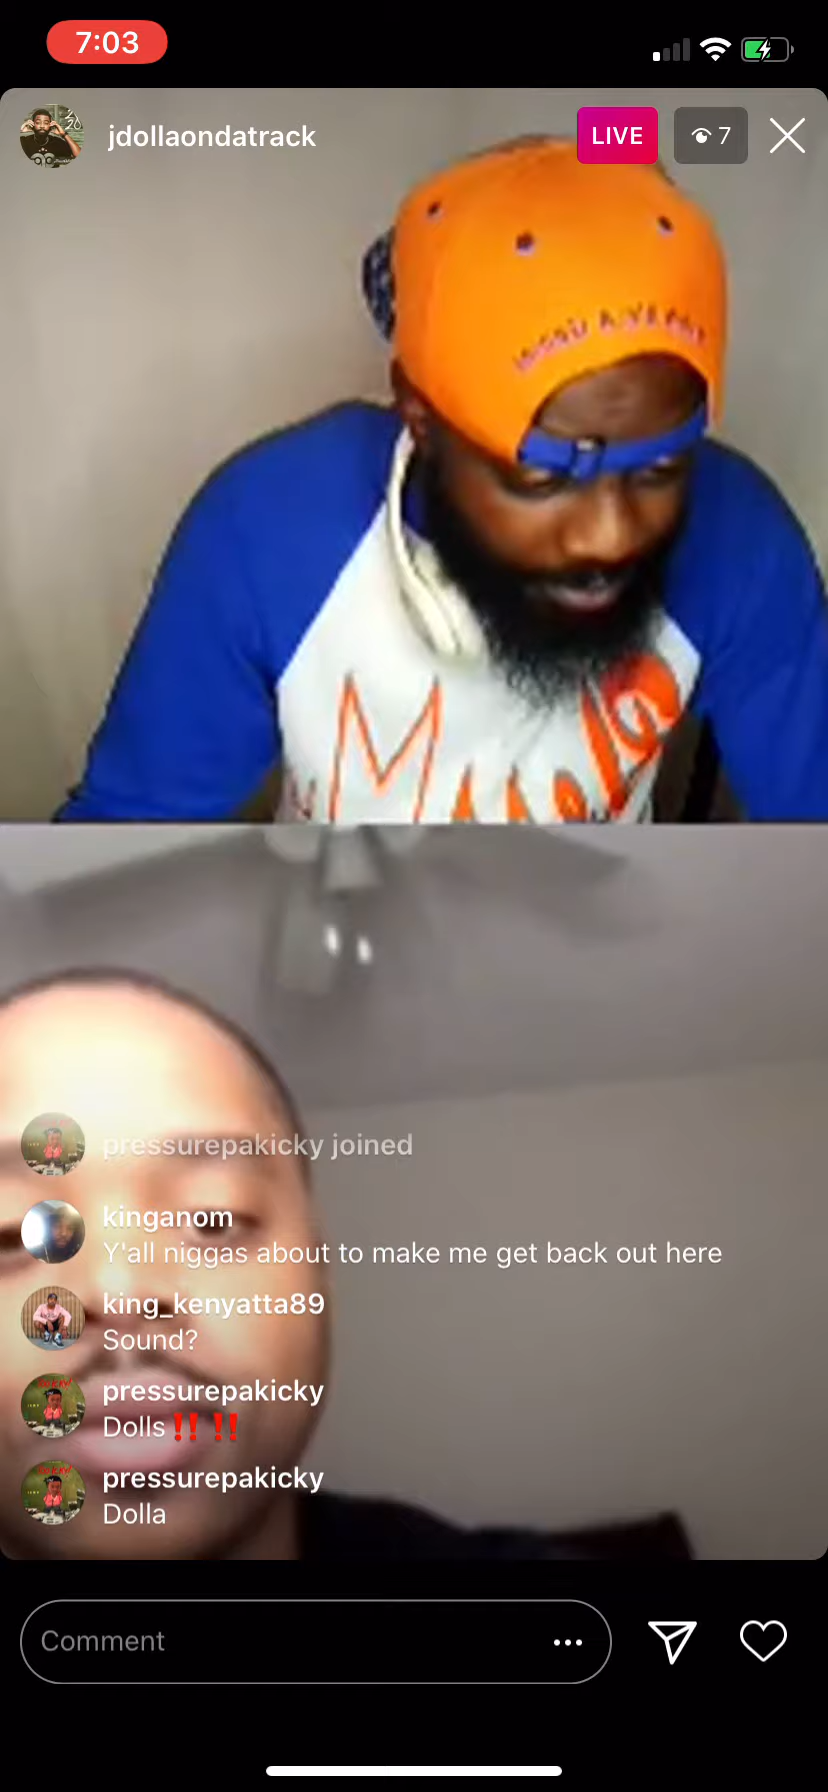 7:03
jdollaondatrack
LIVE
7
pressurepakicky joined
kinganom
Y'all niggas about to make me get back out here
king_kenyatta89
Sound?
pressurepakicky
Dolls‼️ ‼️
pressurepakicky
Dolla
Comment